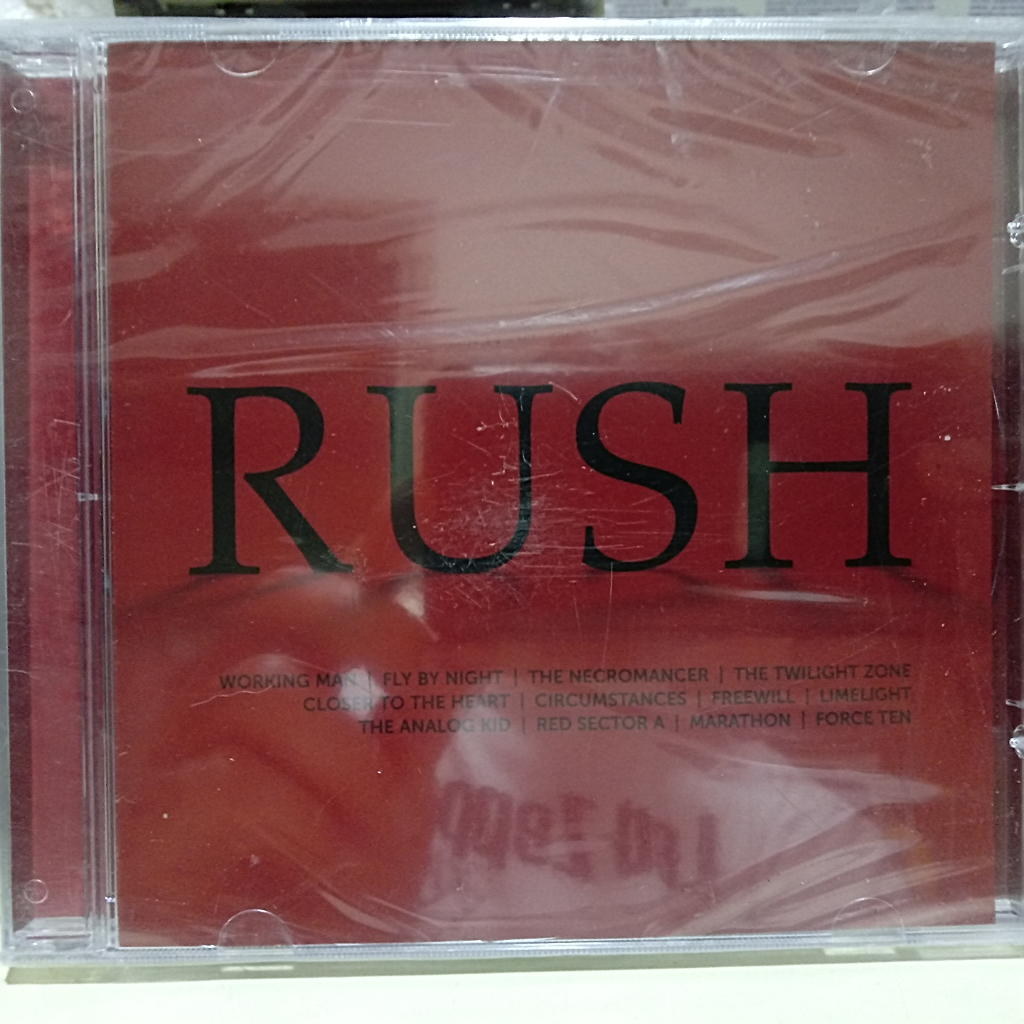 RUSH
WORKING MAN | FLY BY NIGHT | THE NECROMANCER | THE TWILIGHT ZONE
CLOSER TO THE HEART | CIRCUMSTANCES | FREEWILL | LIMELIGHT
THE ANALOG KID | RED SECTOR A | MARATHON | FORCE TEN